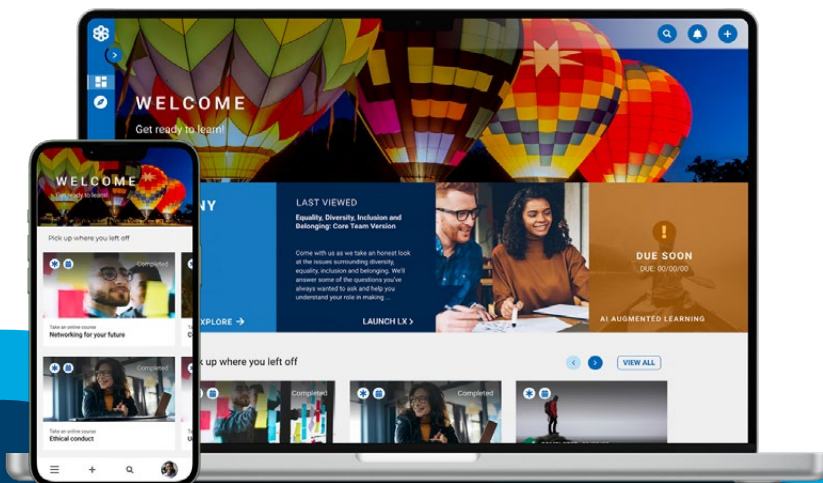 WELCOME
Get ready to learn!
NY
XPLORE →
LAST VIEWED
Equality, Diversity, Inclusion and
Belonging: Core Team Version
Come with us as we take an honest look
at the issues surrounding diversity,
equality, inclusion and belonging. We'll
answer some of the questions you've
always wanted to ask and help you
understand your role in making ...
LAUNCH LX >
DUE SOON
DUE: 00/00/00
AI AUGMENTED LEARNING
k up where you left off
VIEW ALL
Completed
Completed
WELCOME
Get ready to learn!
Pick up where you left off
Completed
Take an online course
Networking for your future
Completed
Take an online course
Ethical conduct